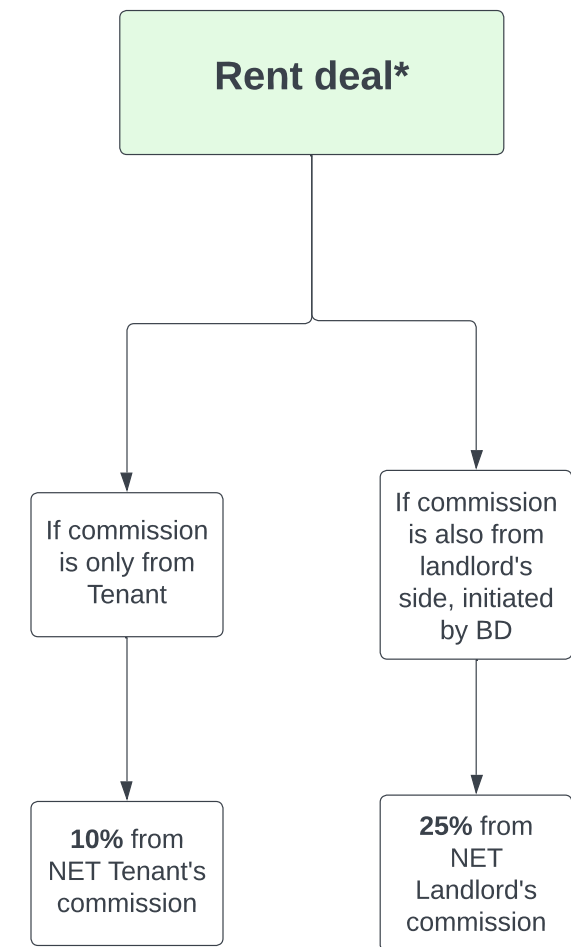 Rent deal*
If commission
is only from
Tenant
If commission
is also from
landlord's
side, initiated
by BD
10% from
NET Tenant's
commission
25% from
NET
Landlord's
commission